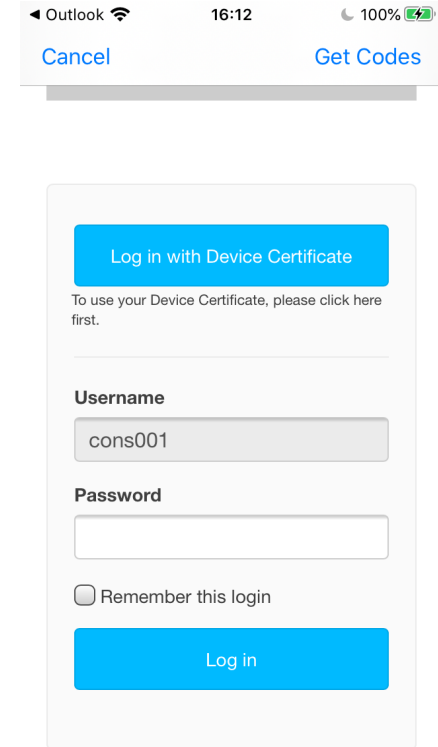 ◀ Outlook 16:12 100%
Cancel Get Codes
Log in with Device Certificate
To use your Device Certificate, please click here
first.
Username
cons001
Password
Remember this login
Log in